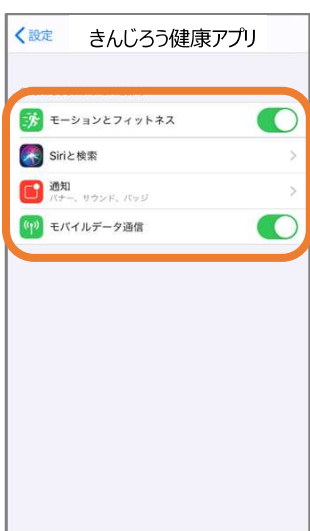 設定 きんじろう健康アプリ
モーションとフィットネス
Siriと検索
通知
バナー、サウンド、バッジ
モバイルデータ通信